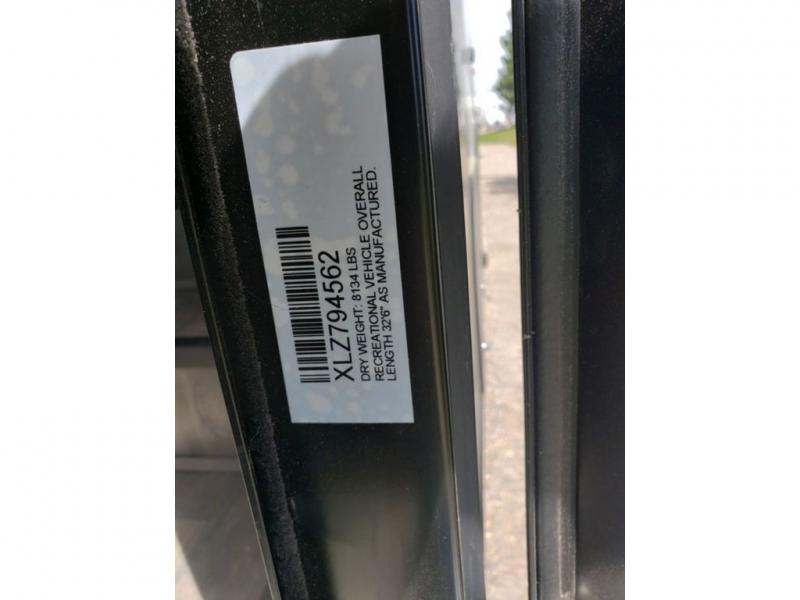 XLZ794562
DRY WEIGHT: 8134 LBS
RECREATIONAL VEHICLE OVERALL
LENGTH 32'6" AS MANUFACTURED.